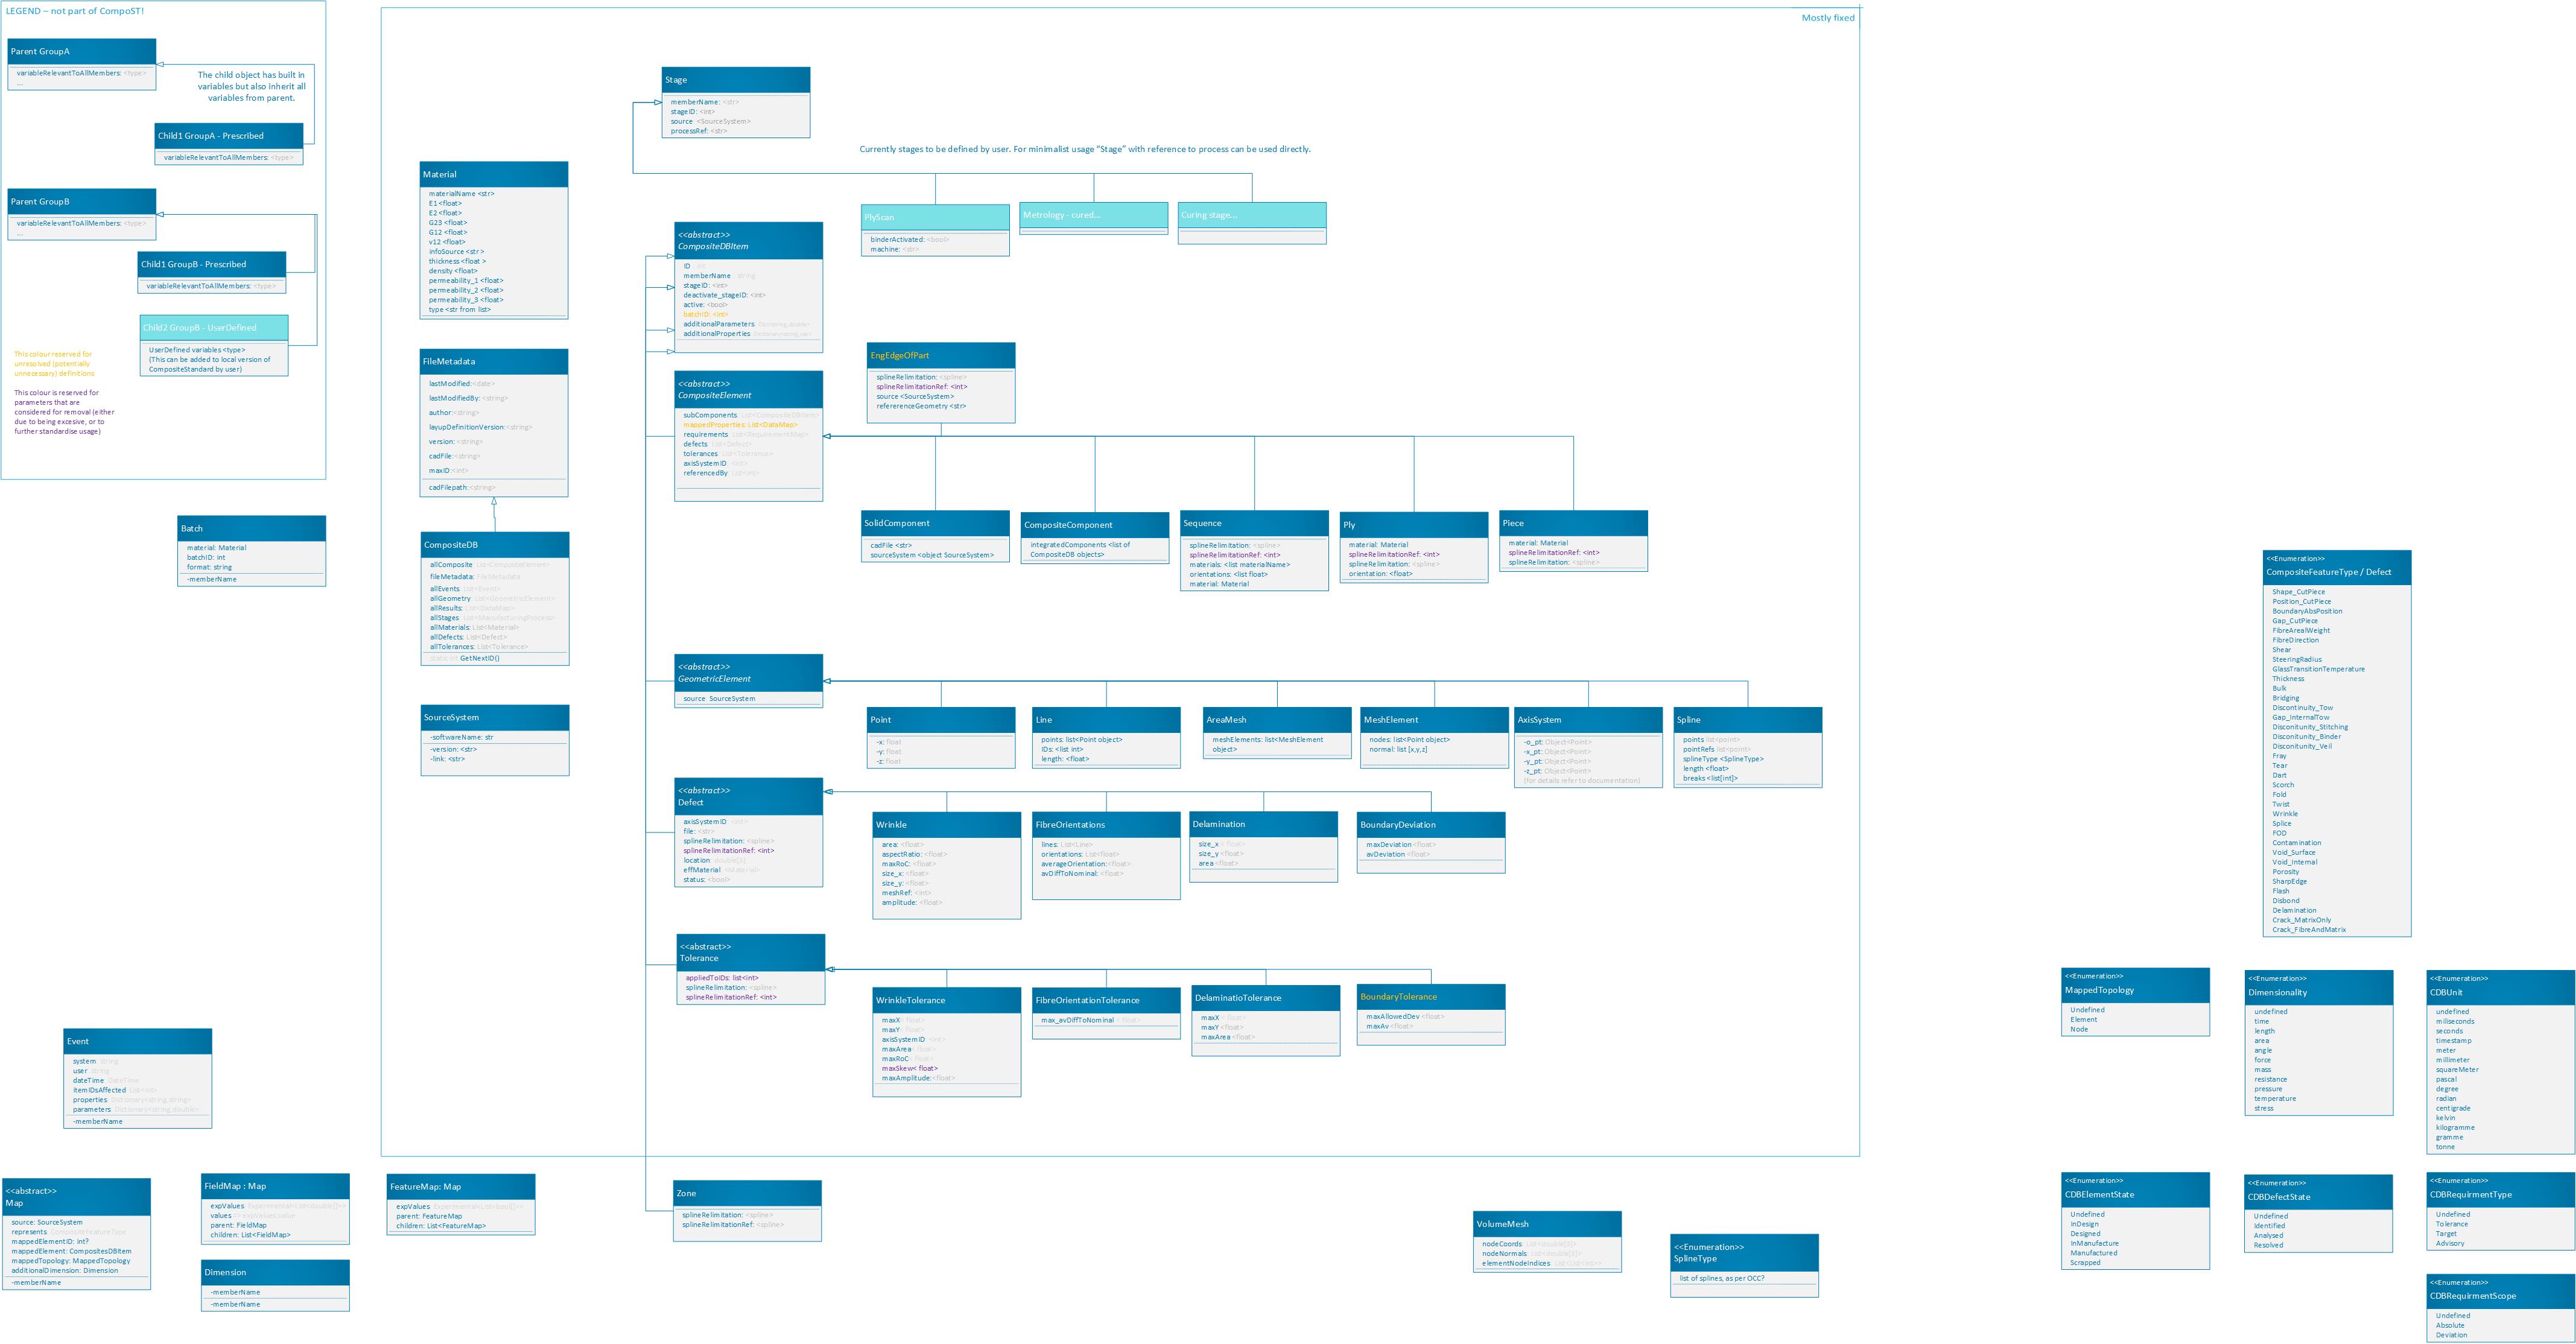 LEGEND – not part of CompoST!
Parent GroupA
variableRelevantToAllMembers: <type>
...
The child object has built in
variables but also inherit all
variables from parent.
Child1 GroupA - Prescribed
variableRelevantToAllMembers: <type>
Parent GroupB
variableRelevantToAllMembers: <type>
...
Child1 GroupB - Prescribed
variableRelevantToAllMembers: <type>
Child2 GroupB - UserDefined
UserDefined variables <type>
(This can be added to local version of
CompositeStandard by user)
This colour reserved for
unresolved (potentially
unnecessary) definitions
This colour is reserved for
parameters that are
considered for removal (either
due to being excesive, or to
further standardise usage)
Batch
material: Material
batchID: int
format: string
-memberName
Mostly fixed
Stage
memberName: <str>
stageID: <int>
source <SourceSystem>
processRef: <str>
Currently stages to be defined by user. For minimalist usage "Stage" with reference to process can be used directly.
PlyScan
binderActivated: <bool>
machine: <str>
Metrology - cured...
Curing stage...
Material
materialName <str>
E1 <float>
E2 <float>
G23 <float>
G12 <float>
v12 <float>
infoSource <str >
thickness <float >
density <float>
permeability_1 <float>
permeability_2 <float>
permeability_3 <float>
type <str from list>
FileMetadata
lastModified:<date>
lastModifiedBy: <string>
author:<string>
layupDefinitionVersion:<string>
version: <string>
cadFile:<string>
maxID:<int>
cadFilepath:<string>
CompositeDB
allComposite List<CompositeElement>
fileMetadata: FileMetadata
allEvents List<Event>
allGeometry List<GeometricElement>
allResults: List<DataMap>
allStages List<ManufacturingProcess>
allMaterials: List<Material>
allDefects: List<Defect>
allTolerances: List<Tolerance>
static int GetNextID()
SourceSystem
-softwareName: str
-version: <str>
-link: <str>
<<abstract>>
CompositeDBItem
ID int
memberName string
stageID: <int>
deactivate_stageID: <int>
active: <bool>
batchID: <int>
additionalParameters
additionalProperties
<<abstract>>
CompositeElement
subComponents List<CompositeDBItem>
mappedProperties: List<DataMap>
requirements List<RequirementMap>
defects List<Defect>
tolerances List<Tolerance>
axisSystemID <int>
referencedBy List<int>
EngEdgeOfPart
splineRelimitation: <spline>
splineRelimitationRef: <int>
source <SourceSystem>
refererenceGeometry <str>
SolidComponent
cadFile <str>
sourceSystem <object SourceSystem>
CompositeComponent
integratedComponents <list of
CompositeDB objects>
Sequence
splineRelimitation: <spline>
splineRelimitationRef: <int>
materials: <list materialName>
orientations: <list float>
material: Material
Ply
material: Material
splineRelimitationRef: <int>
splineRelimitation: <spline>
orientation: <float>
Piece
material: Material
splineRelimitationRef: <int>
splineRelimitation: <spline>
<<abstract>>
GeometricElement
source SourceSystem
Point
-x: float
-y: float
-z: float
Line
points: list<Point object>
IDs: <list int>
length: <float>
AreaMesh
meshElements: list<MeshElement
object>
MeshElement
nodes: list<Point object>
normal: list [x,y,z]
AxisSystem
-o_pt: Object<Point>
-x_pt: Object<Point>
-y_pt: Object<Point>
-z_pt: Object<Point>
(for details refer to documentation)
Spline
points list<point>
pointRefs list<point>
splineType <SplineType>
length <float>
breaks <list[int]>
<<abstract>>
Defect
axisSystemID <int>
file: <str>
splineRelimitation: <spline>
splineRelimitationRef: <int>
location double[3]
effMaterial
status: <bool>
Wrinkle
area: <float>
aspectRatio: <float>
maxRoC: <float>
size_x: <float>
size_y: <float>
meshRef: <int>
amplitude: <float>
FibreOrientations
lines: List<Line>
orientations: List<float>
averageOrientation:<float>
avDiffToNominal: <float>
Delamination
size_x <float>
size_y <float>
area <float>
BoundaryDeviation
maxDeviation <float>
avDeviation <float>
<<abstract>>
Tolerance
appliedToIDs: list<int>
splineRelimitation: <spline>
splineRelimitationRef: <int>
WrinkleTolerance
maxX <float>
maxY <float>
axisSystemID <int>
maxArea <float>
maxRoC <float>
maxSkew< float>
maxAmplitude:<float>
FibreOrientationTolerance
max_avDiffToNominal < float>
DelaminatioTolerance
maxX < float>
maxY <float>
maxArea <float>
BoundaryTolerance
maxAllowedDev <float>
maxAv <float>
Event
system string
user string
dateTime DateTime
itemIDsAffected List<int>
properties Dictionary<string,string>
parameters Dictionary<string,double>
-memberName
<<abstract>>
Map
source: SourceSystem
represents CompositeFeatureType
mappedElementID: int?
mappedElement: CompositesDBItem
mappedTopology: MappedTopology
additionalDimension: Dimension
-memberName
FieldMap : Map
expValues
values
parent: FieldMap
children: List<FieldMap>
Dimension
-memberName
-memberName
FeatureMap: Map
expValues
parent: FeatureMap
children: List<FeatureMap>
Zone
splineRelimitation: <spline>
splineRelimitationRef: <spline>
VolumeMesh
nodeCoords List<double[3]>
nodeNormals List<double[3]>
elementNodeIndices List<List<int>>
<<Enumeration>>
SplineType
list of splines, as per OCC?
<<Enumeration>>
CompositeFeatureType / Defect
Shape_CutPiece
Position_CutPiece
BoundaryAbsPosition
Gap_CutPiece
FibreArealWeight
FibreDirection
Shear
SteeringRadius
GlassTransitionTemperature
Thickness
Bulk
Bridging
Discontinuity_Tow
Gap_InternalTow
Disconitunity_Stitching
Disconitunity_Binder
Disconitunity_Veil
Fray
Tear
Dart
Scorch
Fold
Twist
Wrinkle
Splice
FOD
Contamination
Void_Surface
Void_Internal
Porosity
SharpEdge
Flash
Disbond
Delamination
Crack_MatrixOnly
Crack_FibreAndMatrix
<<Enumeration>>
MappedTopology
Undefined
Element
Node
<<Enumeration>>
Dimensionality
undefined
time
length
area
angle
force
mass
resistance
pressure
temperature
stress
<<Enumeration>>
CDBUnit
undefined
miliseconds
seconds
timestamp
meter
millimeter
squareMeter
pascal
degree
radian
centigrade
kelvin
kilogramme
gramme
tonne
<<Enumeration>>
CDBElementState
Undefined
InDesign
Designed
InManufacture
Manufactured
Scrapped
<<Enumeration>>
CDBDefectState
Undefined
Identified
Analysed
Resolved
<<Enumeration>>
CDBRequirmentType
Undefined
Tolerance
Target
Advisory
<<Enumeration>>
CDBRequirmentScope
Undefined
Absolute
Deviation